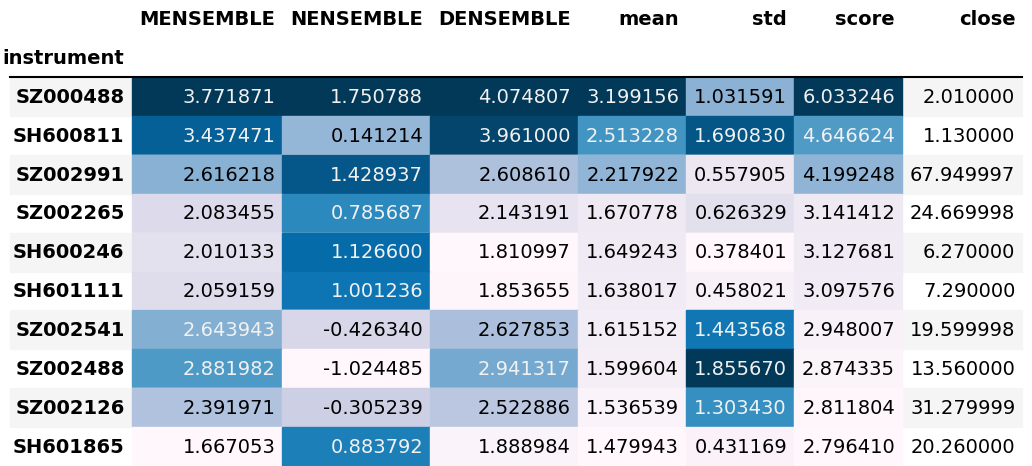 MENSEMBLE NENSEMBLE DENSEMBLE mean std score close
instrument
SZ000488 3.771871 1.750788 4.074807 3.199156 1.031591 6.033246 2.010000
SH600811 3.437471 0.141214 3.961000 2.513228 1.690830 4.646624 1.130000
SZ002991 2.616218 1.428937 2.608610 2.217922 0.557905 4.199248 67.949997
SZ002265 2.083455 0.785687 2.143191 1.670778 0.626329 3.141412 24.669998
SH600246 2.010133 1.126600 1.810997 1.649243 0.378401 3.127681 6.270000
SH601111 2.059159 1.001236 1.853655 1.638017 0.458021 3.097576 7.290000
SZ002541 2.643943 -0.426340 2.627853 1.615152 1.443568 2.948007 19.599998
SZ002488 2.881982 -1.024485 2.941317 1.599604 1.855670 2.874335 13.560000
SZ002126 2.391971 -0.305239 2.522886 1.536539 1.303430 2.811804 31.279999
SH601865 1.667053 0.883792 1.888984 1.479943 0.431169 2.796410 20.260000